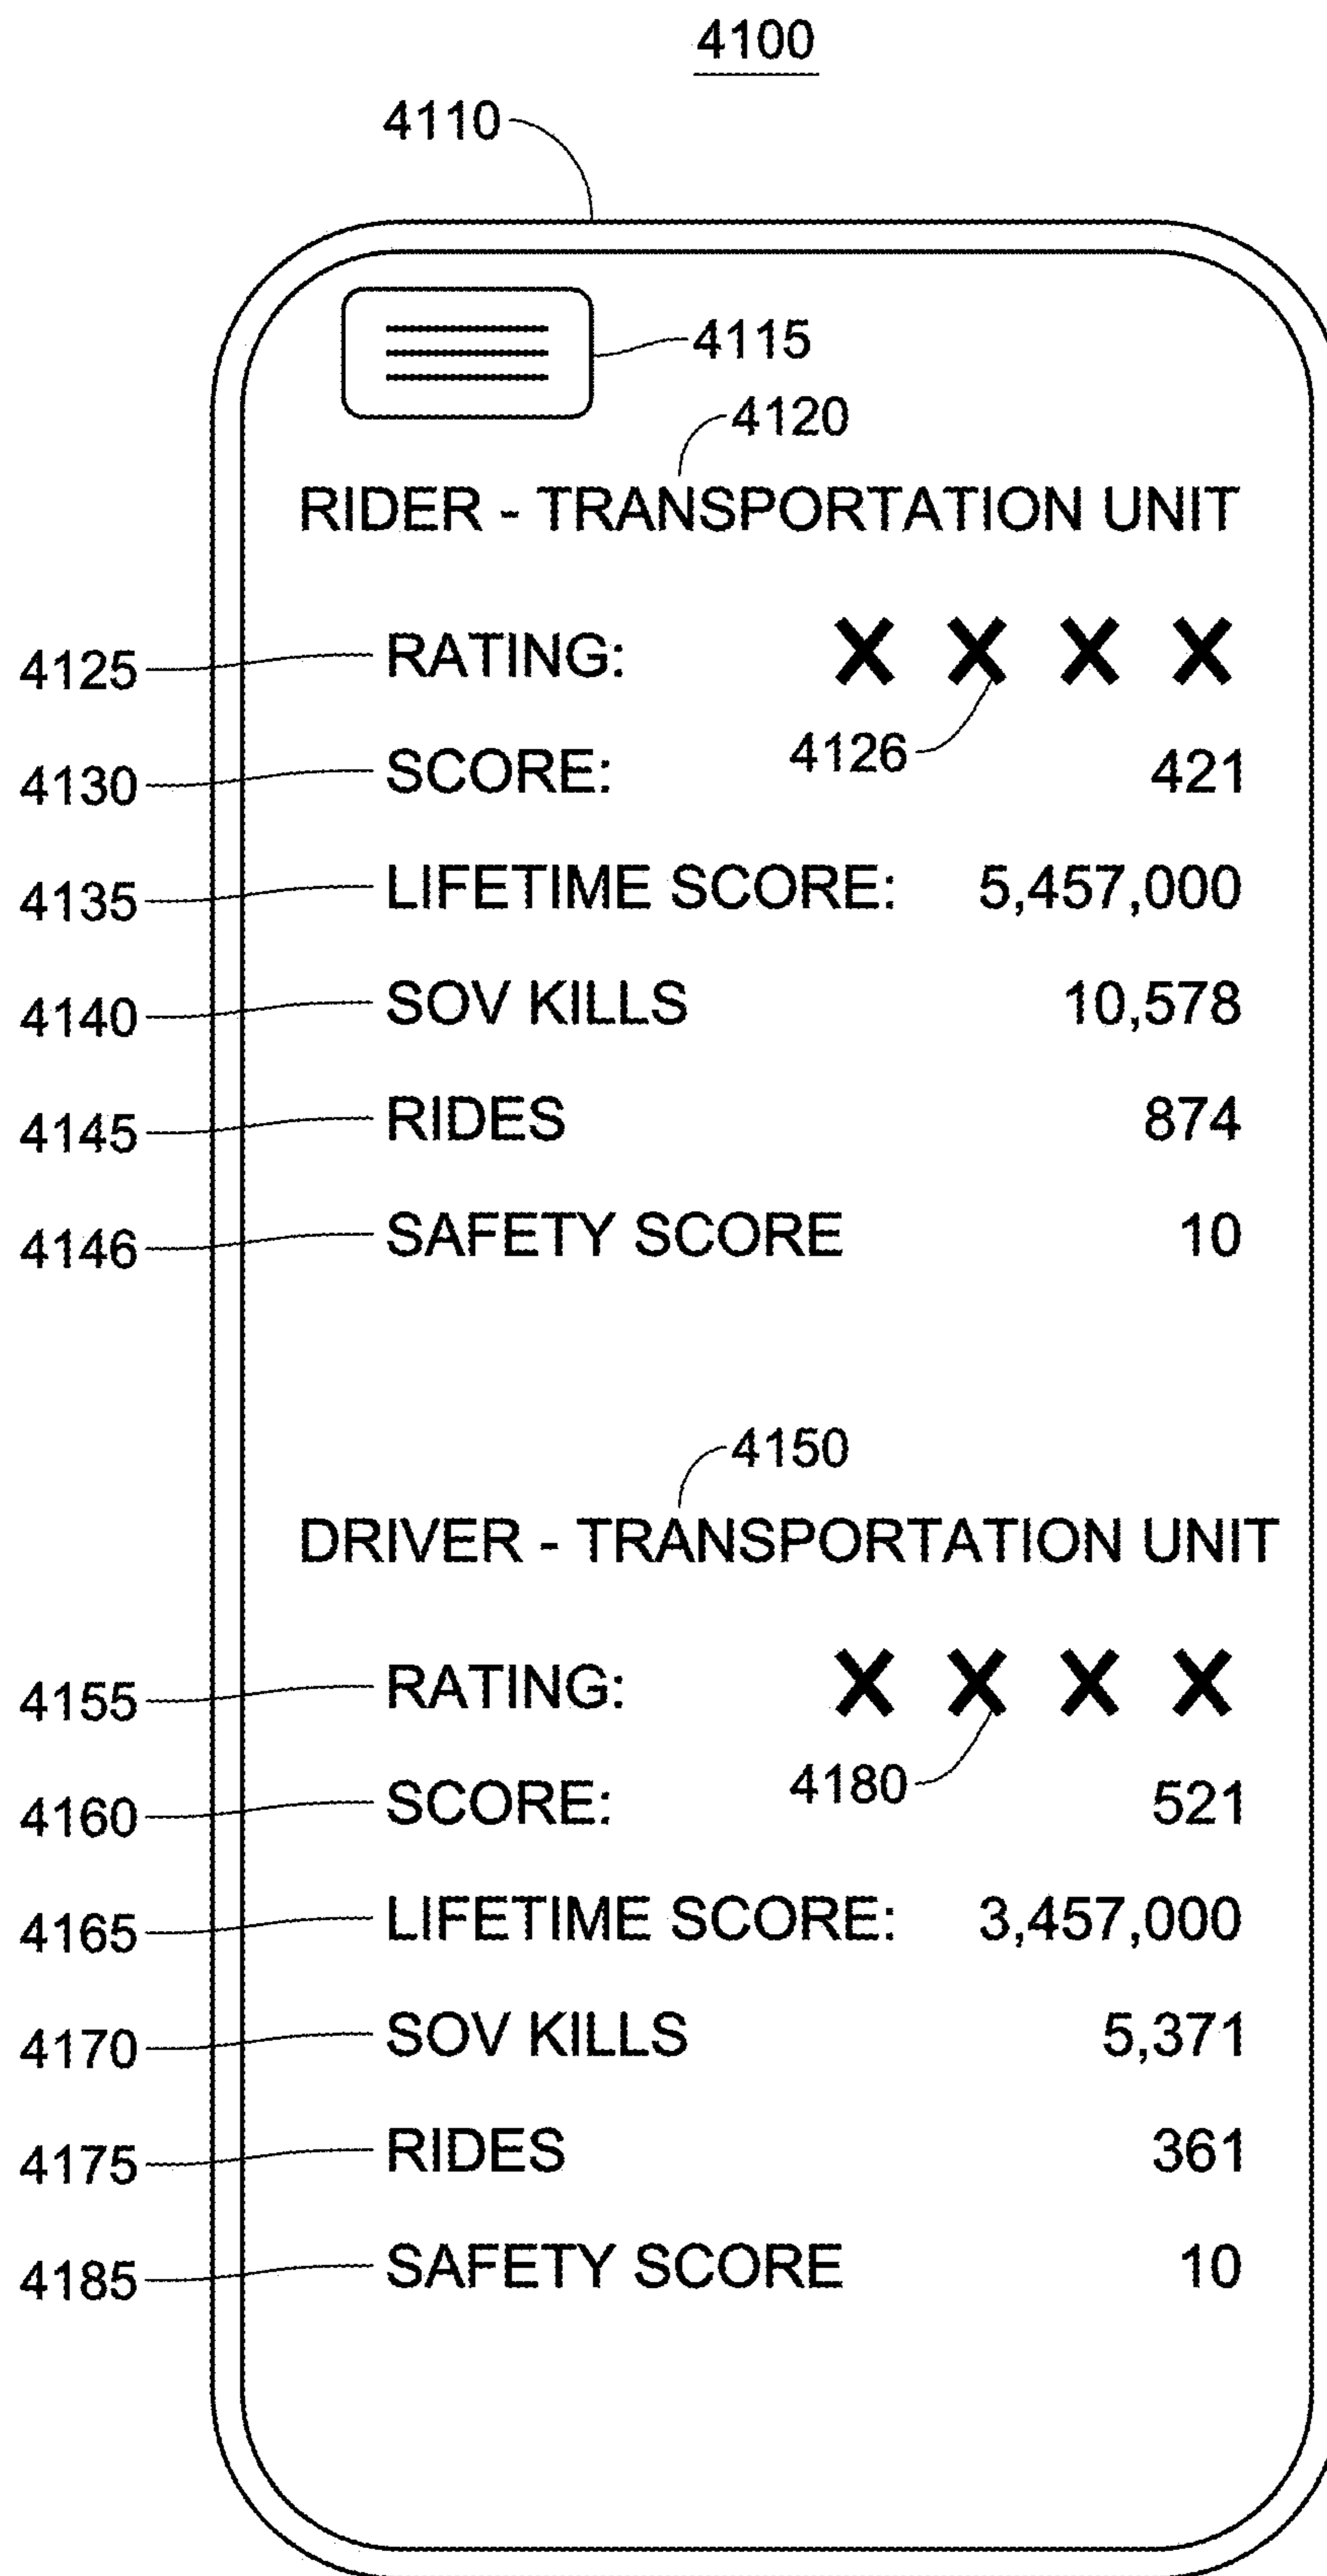 4100
4110
4115
4120
RIDER - TRANSPORTATION UNIT
4125 RATING: X X X X
4126
4130 SCORE: 421
4135 LIFETIME SCORE: 5,457,000
4140 SOV KILLS 10,578
4145 RIDES 874
4146 SAFETY SCORE 10
4150
DRIVER - TRANSPORTATION UNIT
4155 RATING: X X X X
4180
4160 SCORE: 521
4165 LIFETIME SCORE: 3,457,000
4170 SOV KILLS 5,371
4175 RIDES 361
4185 SAFETY SCORE 10